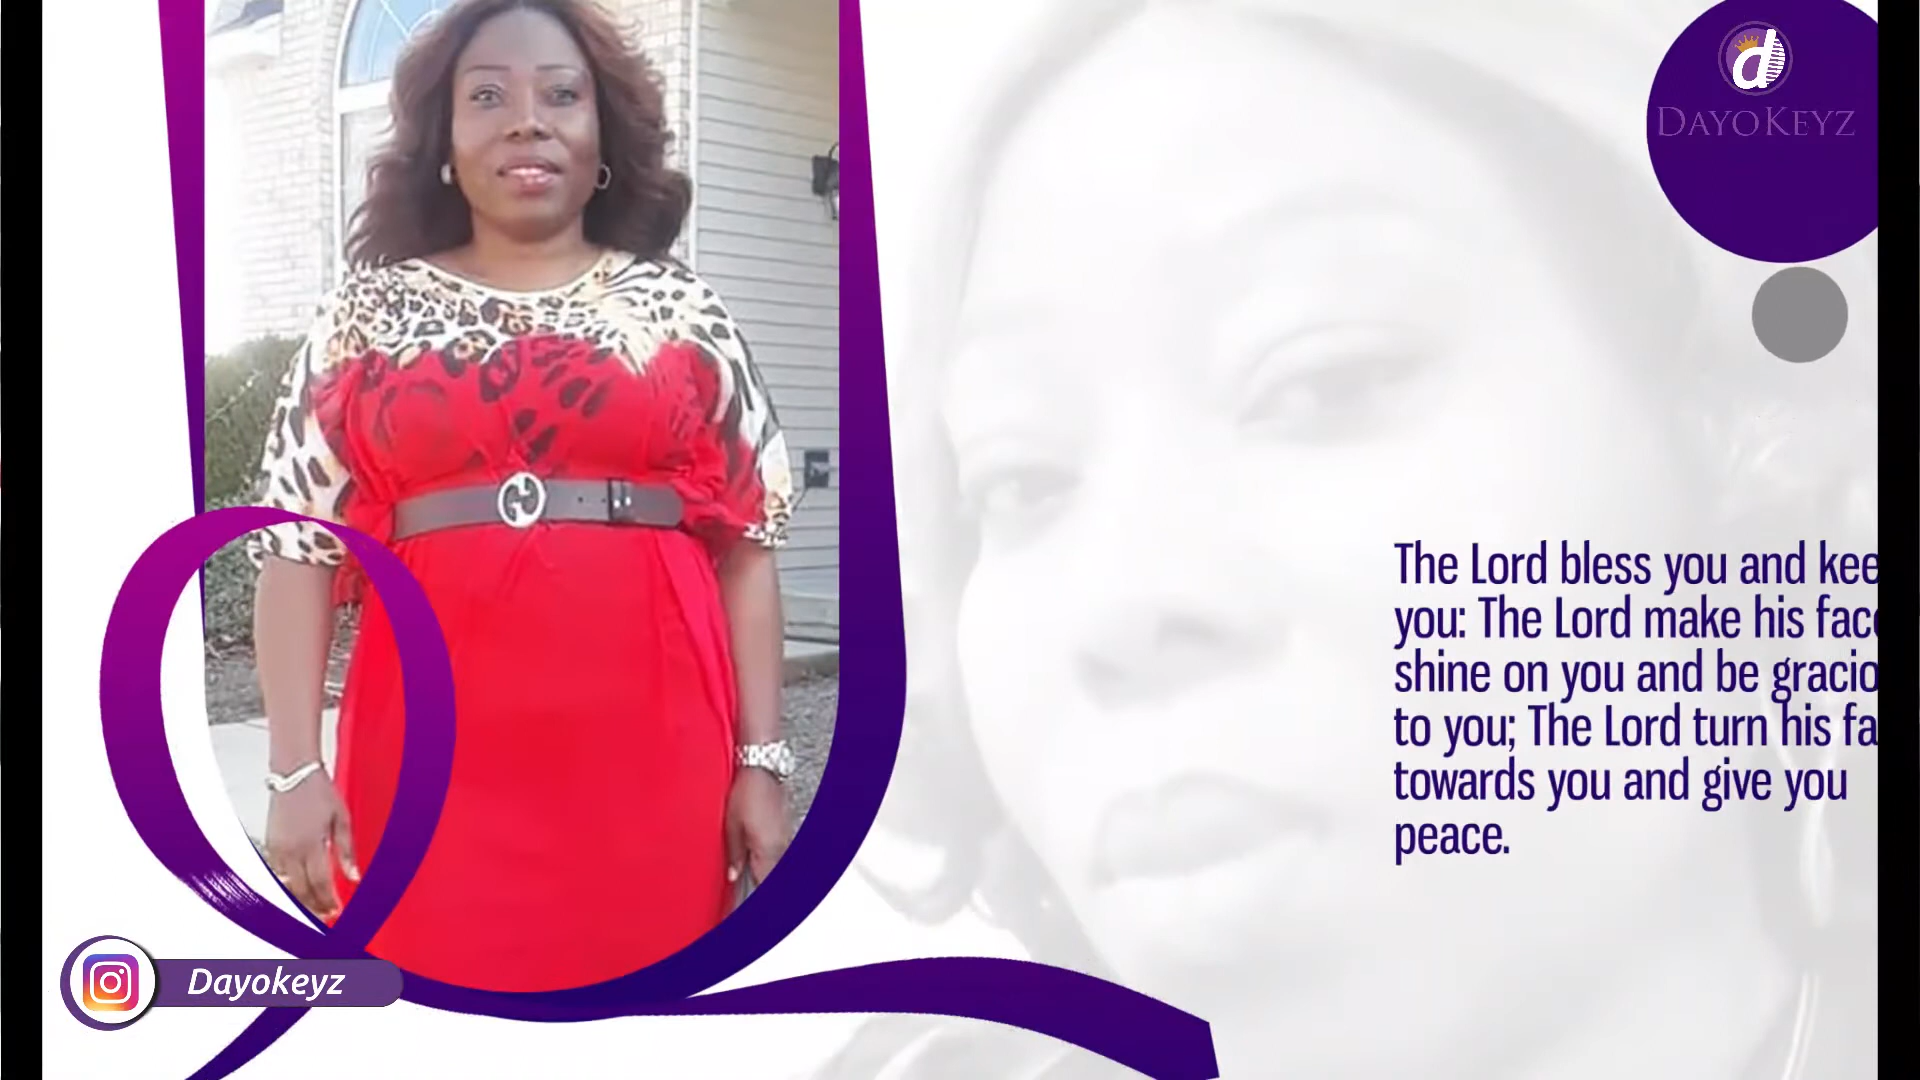 DAYOKEYZ
The Lord bless you and kee
you: The Lord make his fac
shine on you and be gracio
to you; The Lord turn his fa
towards you and give you
peace.
Dayokeyz